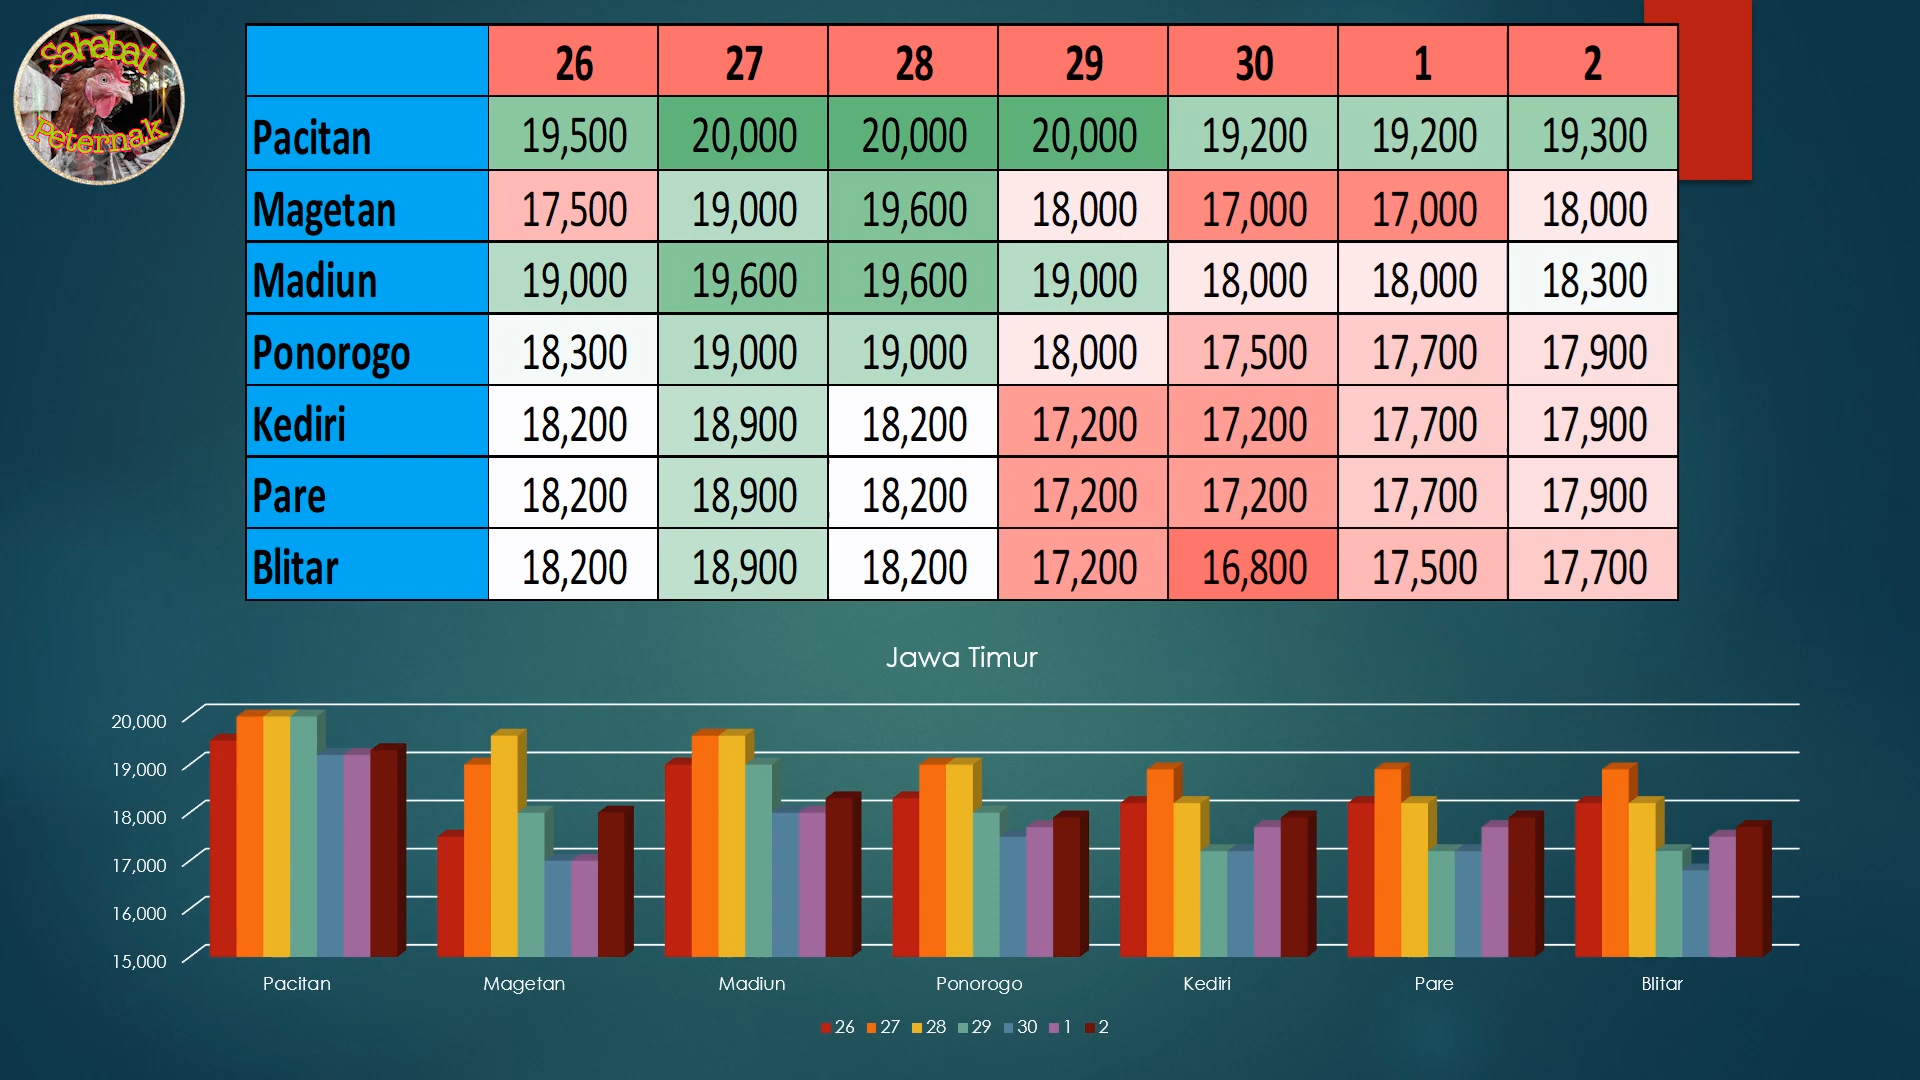 Sahabat
Peternak
26 27 28 29 30 1 2
Pacitan 19,500 20,000 20,000 20,000 19,200 19,200 19,300
Magetan 17,500 19,000 19,600 18,000 17,000 17,000 18,000
Madiun 19,000 19,600 19,600 19,000 18,000 18,000 18,300
Ponorogo 18,300 19,000 19,000 18,000 17,500 17,700 17,900
Kediri 18,200 18,900 18,200 17,200 17,200 17,700 17,900
Pare 18,200 18,900 18,200 17,200 17,200 17,700 17,900
Blitar 18,200 18,900 18,200 17,200 16,800 17,500 17,700
Jawa Timur
20,000
19,000
18,000
17,000
16,000
15,000
Pacitan Magetan Madiun Ponorogo Kediri Pare Blitar
26 27 28 29 30 1 2